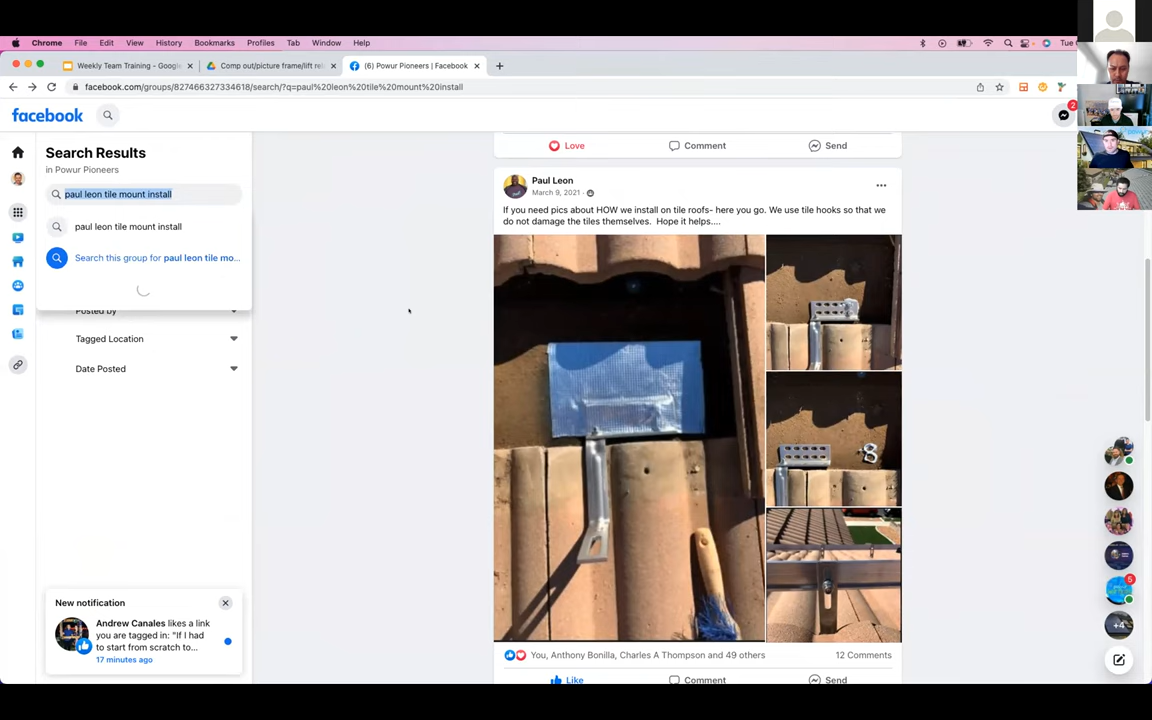 Chrome File Edit View History Bookmarks Profiles Tab Window Help
Weekly Team Training - Google
Comp out/picture frame/lift rei
(6) Powur Pioneers | Facebook
facebook.com/groups/827466327334618/search/?q=paul%20leon%20tile%20mount%20install
facebook
2
Search Results
in Powur Pioneers
paul leon tile mount install
paul leon tile mount install
Search this group for paul leon tile mo...
Posted by
Tagged Location
Date Posted
New notification
Andrew Canales likes a link
you are tagged in: "If I had
to start from scratch to...
17 minutes ago
Love Comment Send
Paul Leon
March 9, 2021 ·
If you need pics about HOW we install on tile roofs- here you go. We use tile hooks so that we
do not damage the tiles themselves. Hope it helps....
8
You, Anthony Bonilla, Charles A Thompson and 49 others 12 Comments
Like Comment Send
5
+4